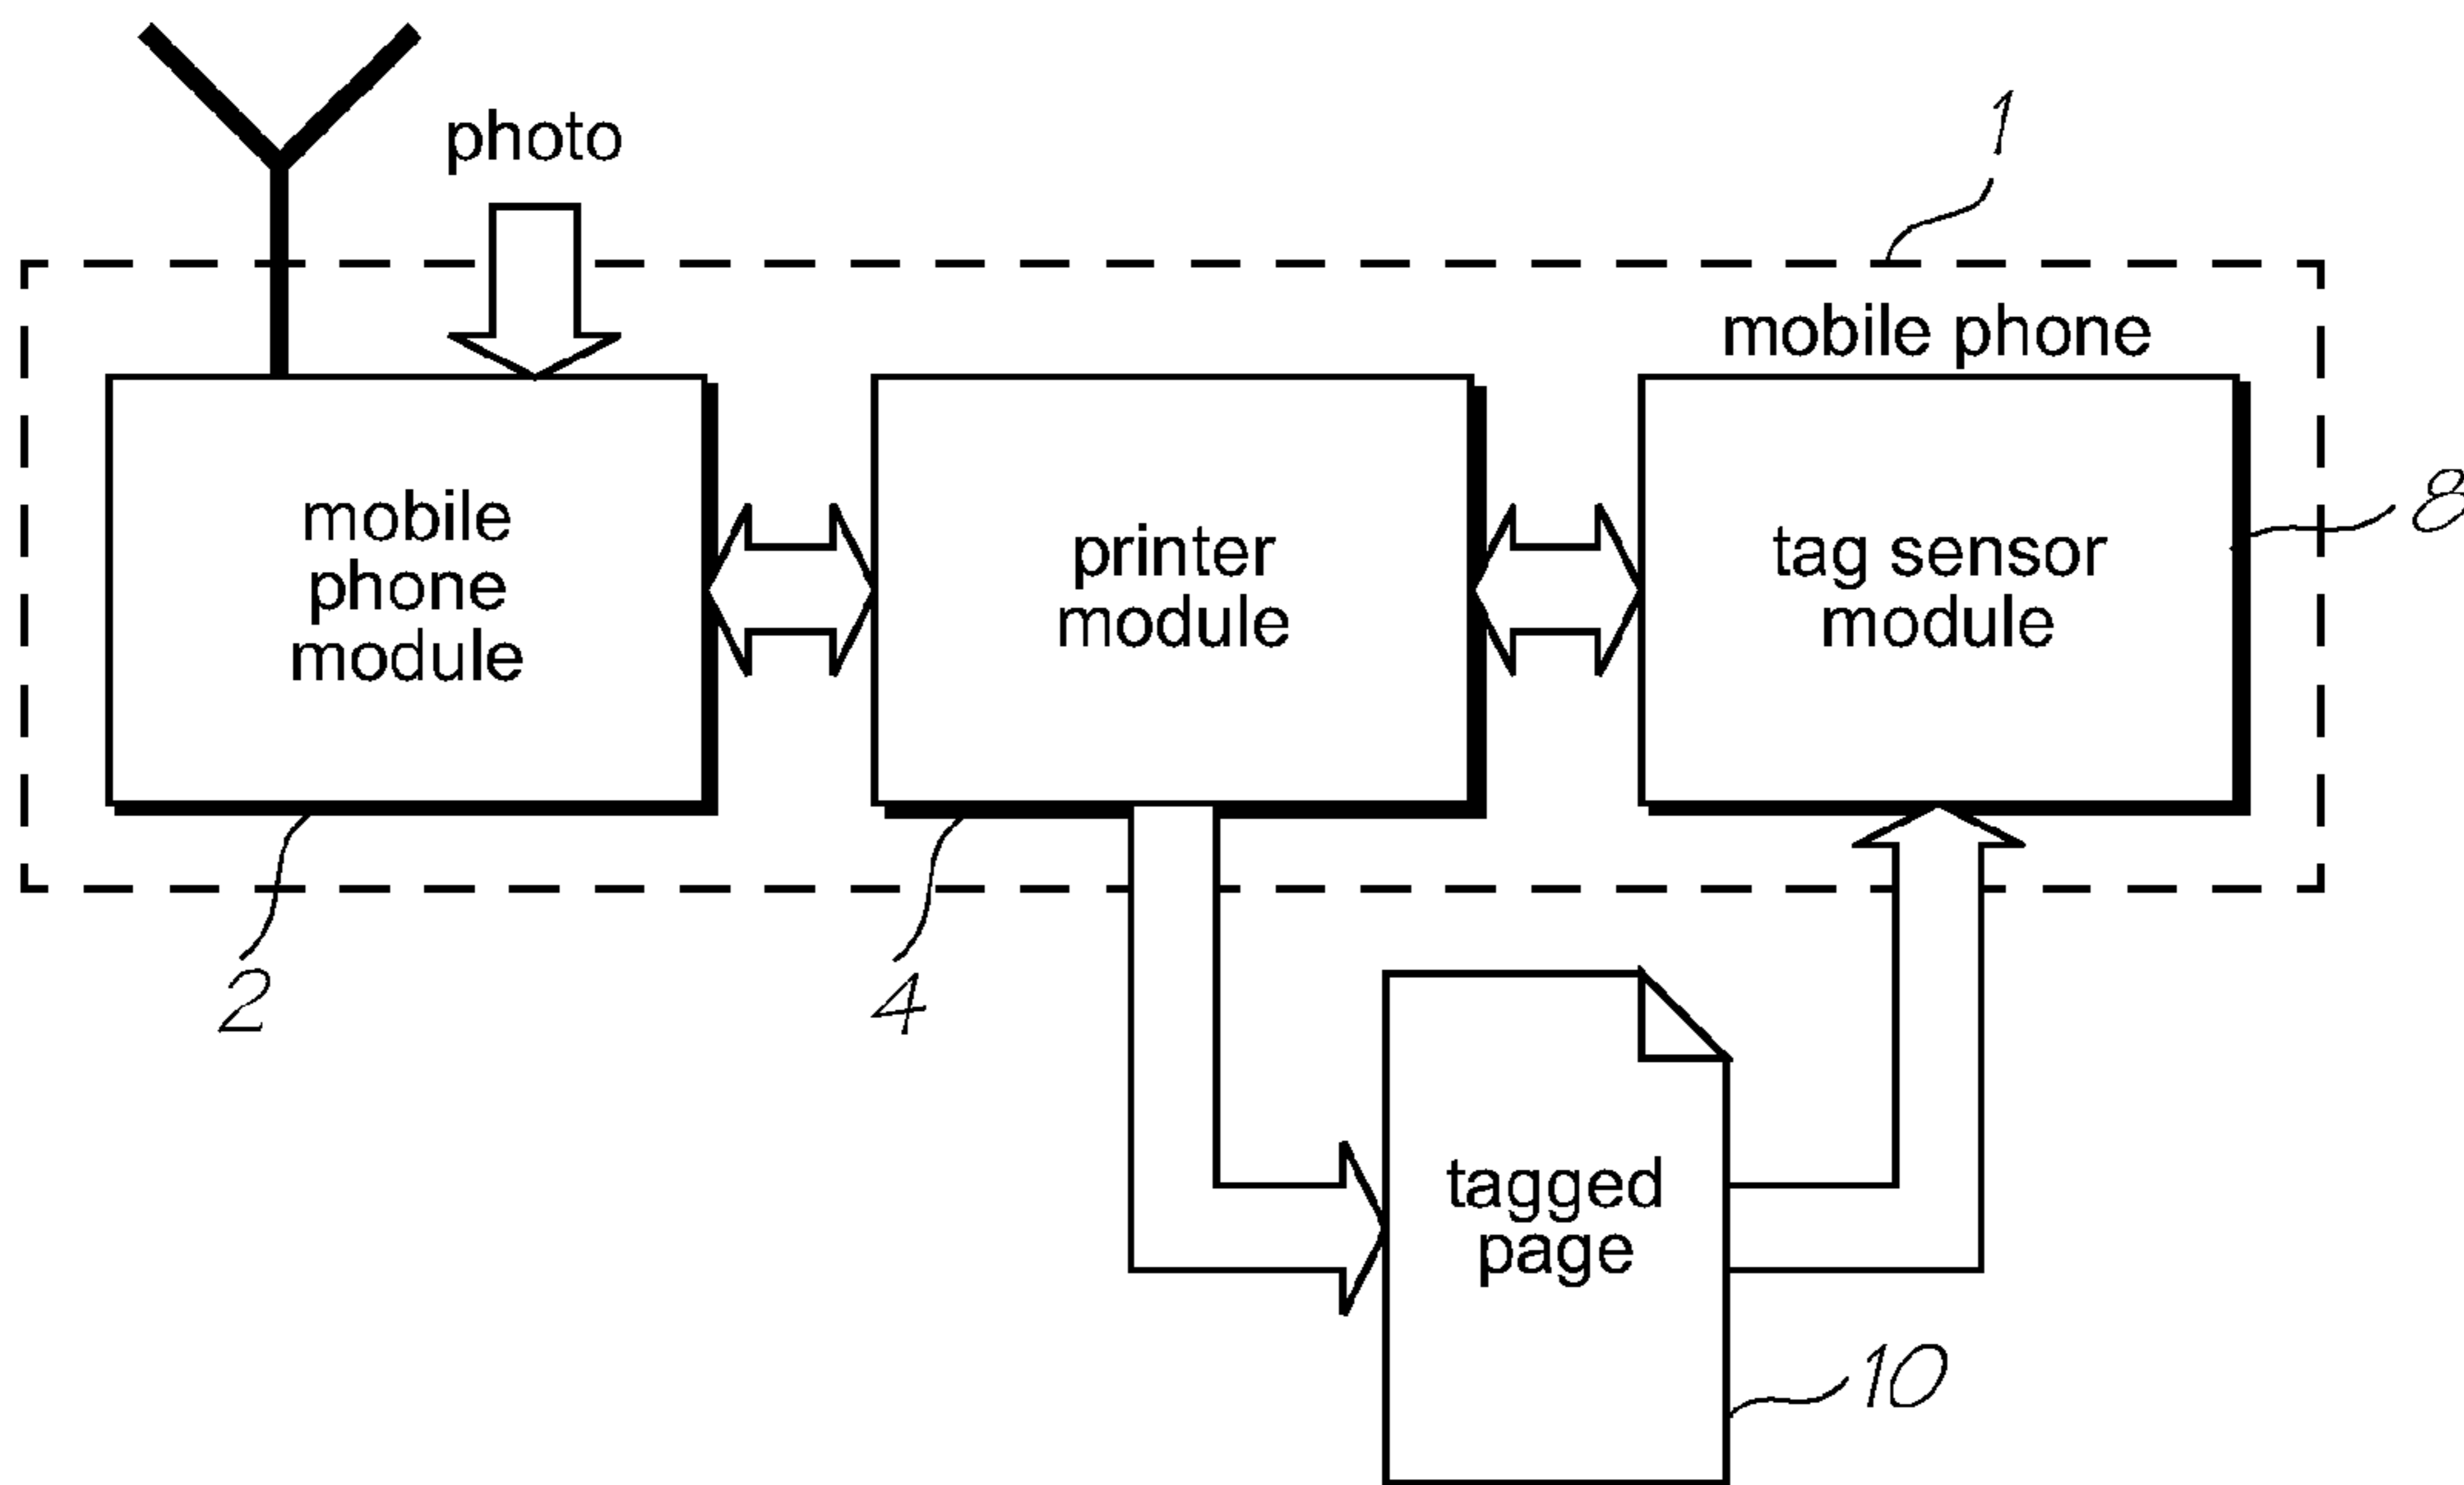 photo
1
mobile phone
mobile
phone
module
printer
module
tag sensor
module
8
2
4
tagged
page
10